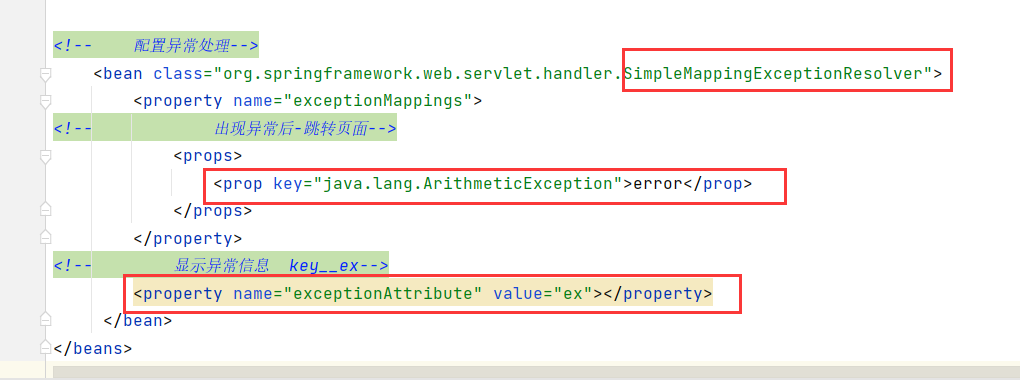 <!--    配置异常处理-->
<bean class="org.springframework.web.servlet.handler.SimpleMappingExceptionResolver">
<property name="exceptionMappings">
<!--            出现异常后-跳转页面-->
<props>
<prop key="java.lang.ArithmeticException">error</prop>
</props>
</property>
<!--        显示异常信息  key__ex-->
<property name="exceptionAttribute" value="ex"></property>
</bean>
</beans>